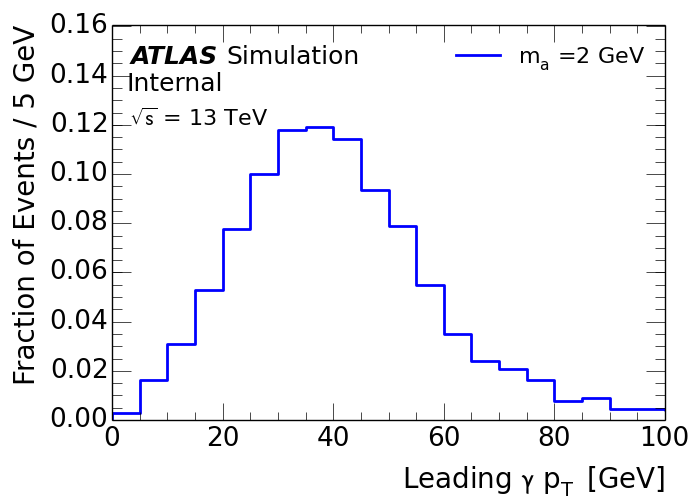 0.16
0.14
0.12
0.10
0.08
0.06
0.04
0.02
0.00
Fraction of Events / 5 GeV
ATLAS Simulation
Internal
√s = 13 TeV
mₐ =2 GeV
0 20 40 60 80 100
Leading γ p_T [GeV]